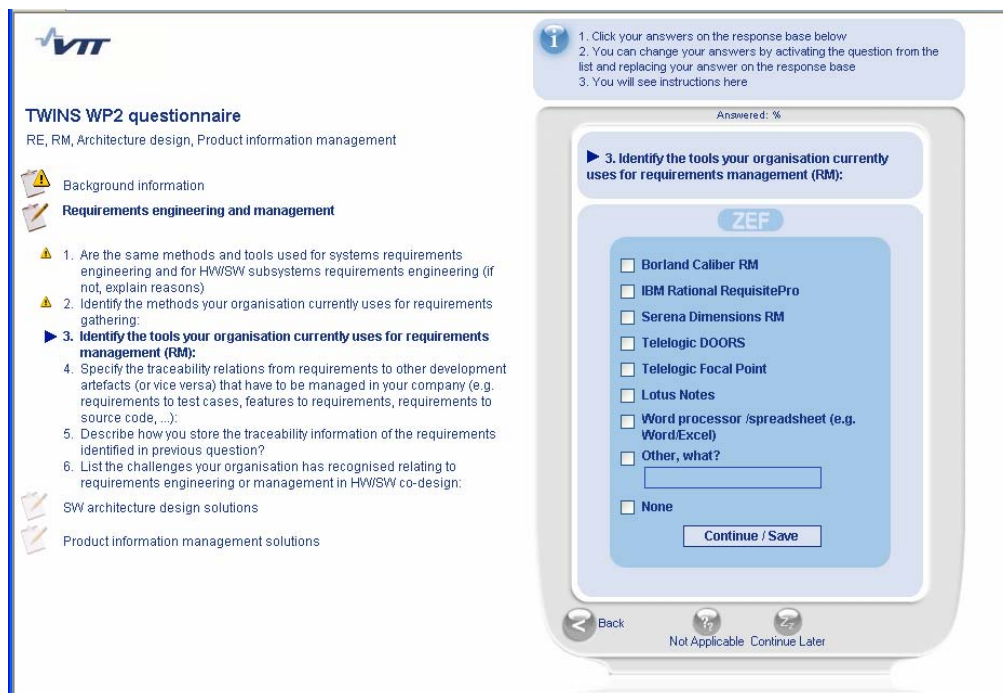 VTT
TWINS WP2 questionnaire
RE, RM, Architecture design, Product information management
Background information
Requirements engineering and management
1. Are the same methods and tools used for systems requirements
engineering and for HW/SW subsystems requirements engineering (if
not, explain reasons)
2. Identify the methods your organisation currently uses for requirements
gathering:
3. Identify the tools your organisation currently uses for requirements
management (RM):
4. Specify the traceability relations from requirements to other development
artefacts (or vice versa) that have to be managed in your company (e.g.
requirements to test cases, features to requirements, requirements to
source code, ...):
5. Describe how you store the traceability information of the requirements
identified in previous question?
6. List the challenges your organisation has recognised relating to
requirements engineering or management in HW/SW co-design:
SW architecture design solutions
Product information management solutions
i
1. Click your answers on the response base below
2. You can change your answers by activating the question from the
list and replacing your answer on the response base
3. You will see instructions here
Answered: %
3. Identify the tools your organisation currently
uses for requirements management (RM):
ZEF
Borland Caliber RM
IBM Rational RequisitePro
Serena Dimensions RM
Telelogic DOORS
Telelogic Focal Point
Lotus Notes
Word processor /spreadsheet (e.g.
Word/Excel)
Other, what?
None
Continue / Save
< Back
?? Not Applicable
Zz Continue Later